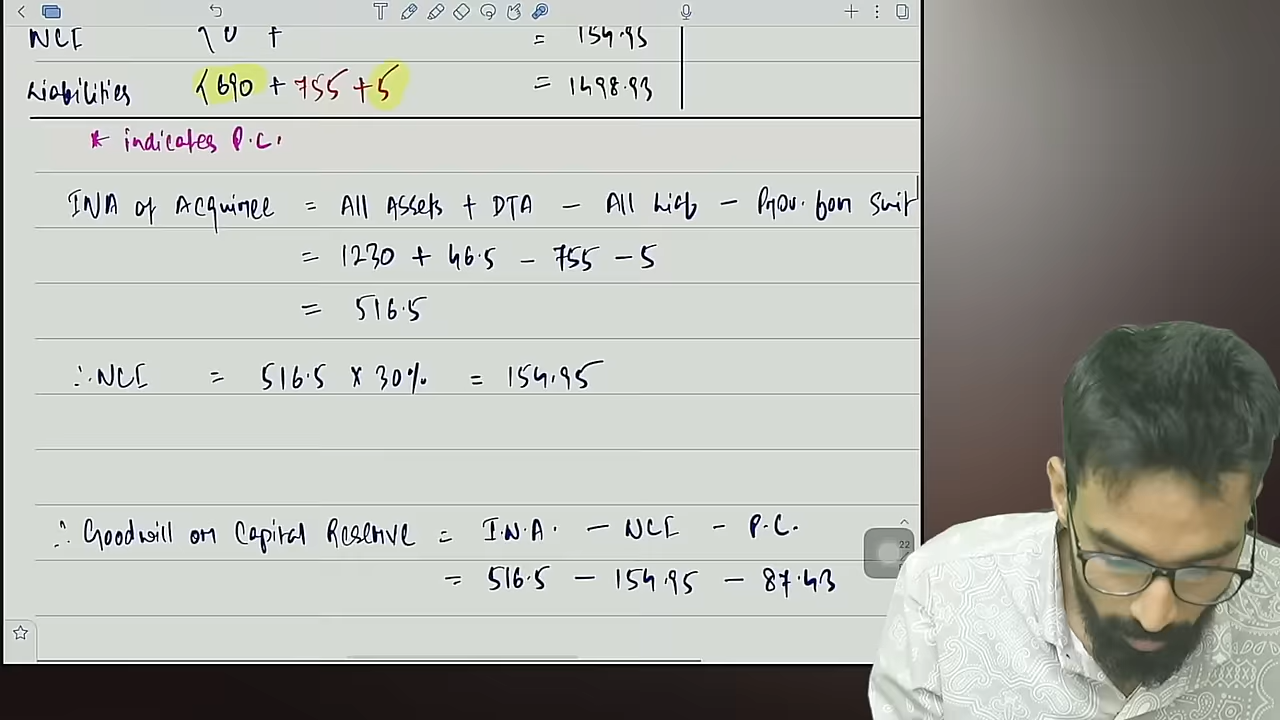 NCI = 154.95
Liabilities 690 + 755 + 5 = 1498.93
* indicates P.C.
INA of Acquiree = All Assets + DTA - All Liab - Prov. for Suit
= 1230 + 46.5 - 755 - 5
= 516.5
∴ NCI = 516.5 x 30% = 154.95
∴ Goodwill or Capital Reserve = I.N.A. - NCI - P.C.
= 516.5 - 154.95 - 87.43
22